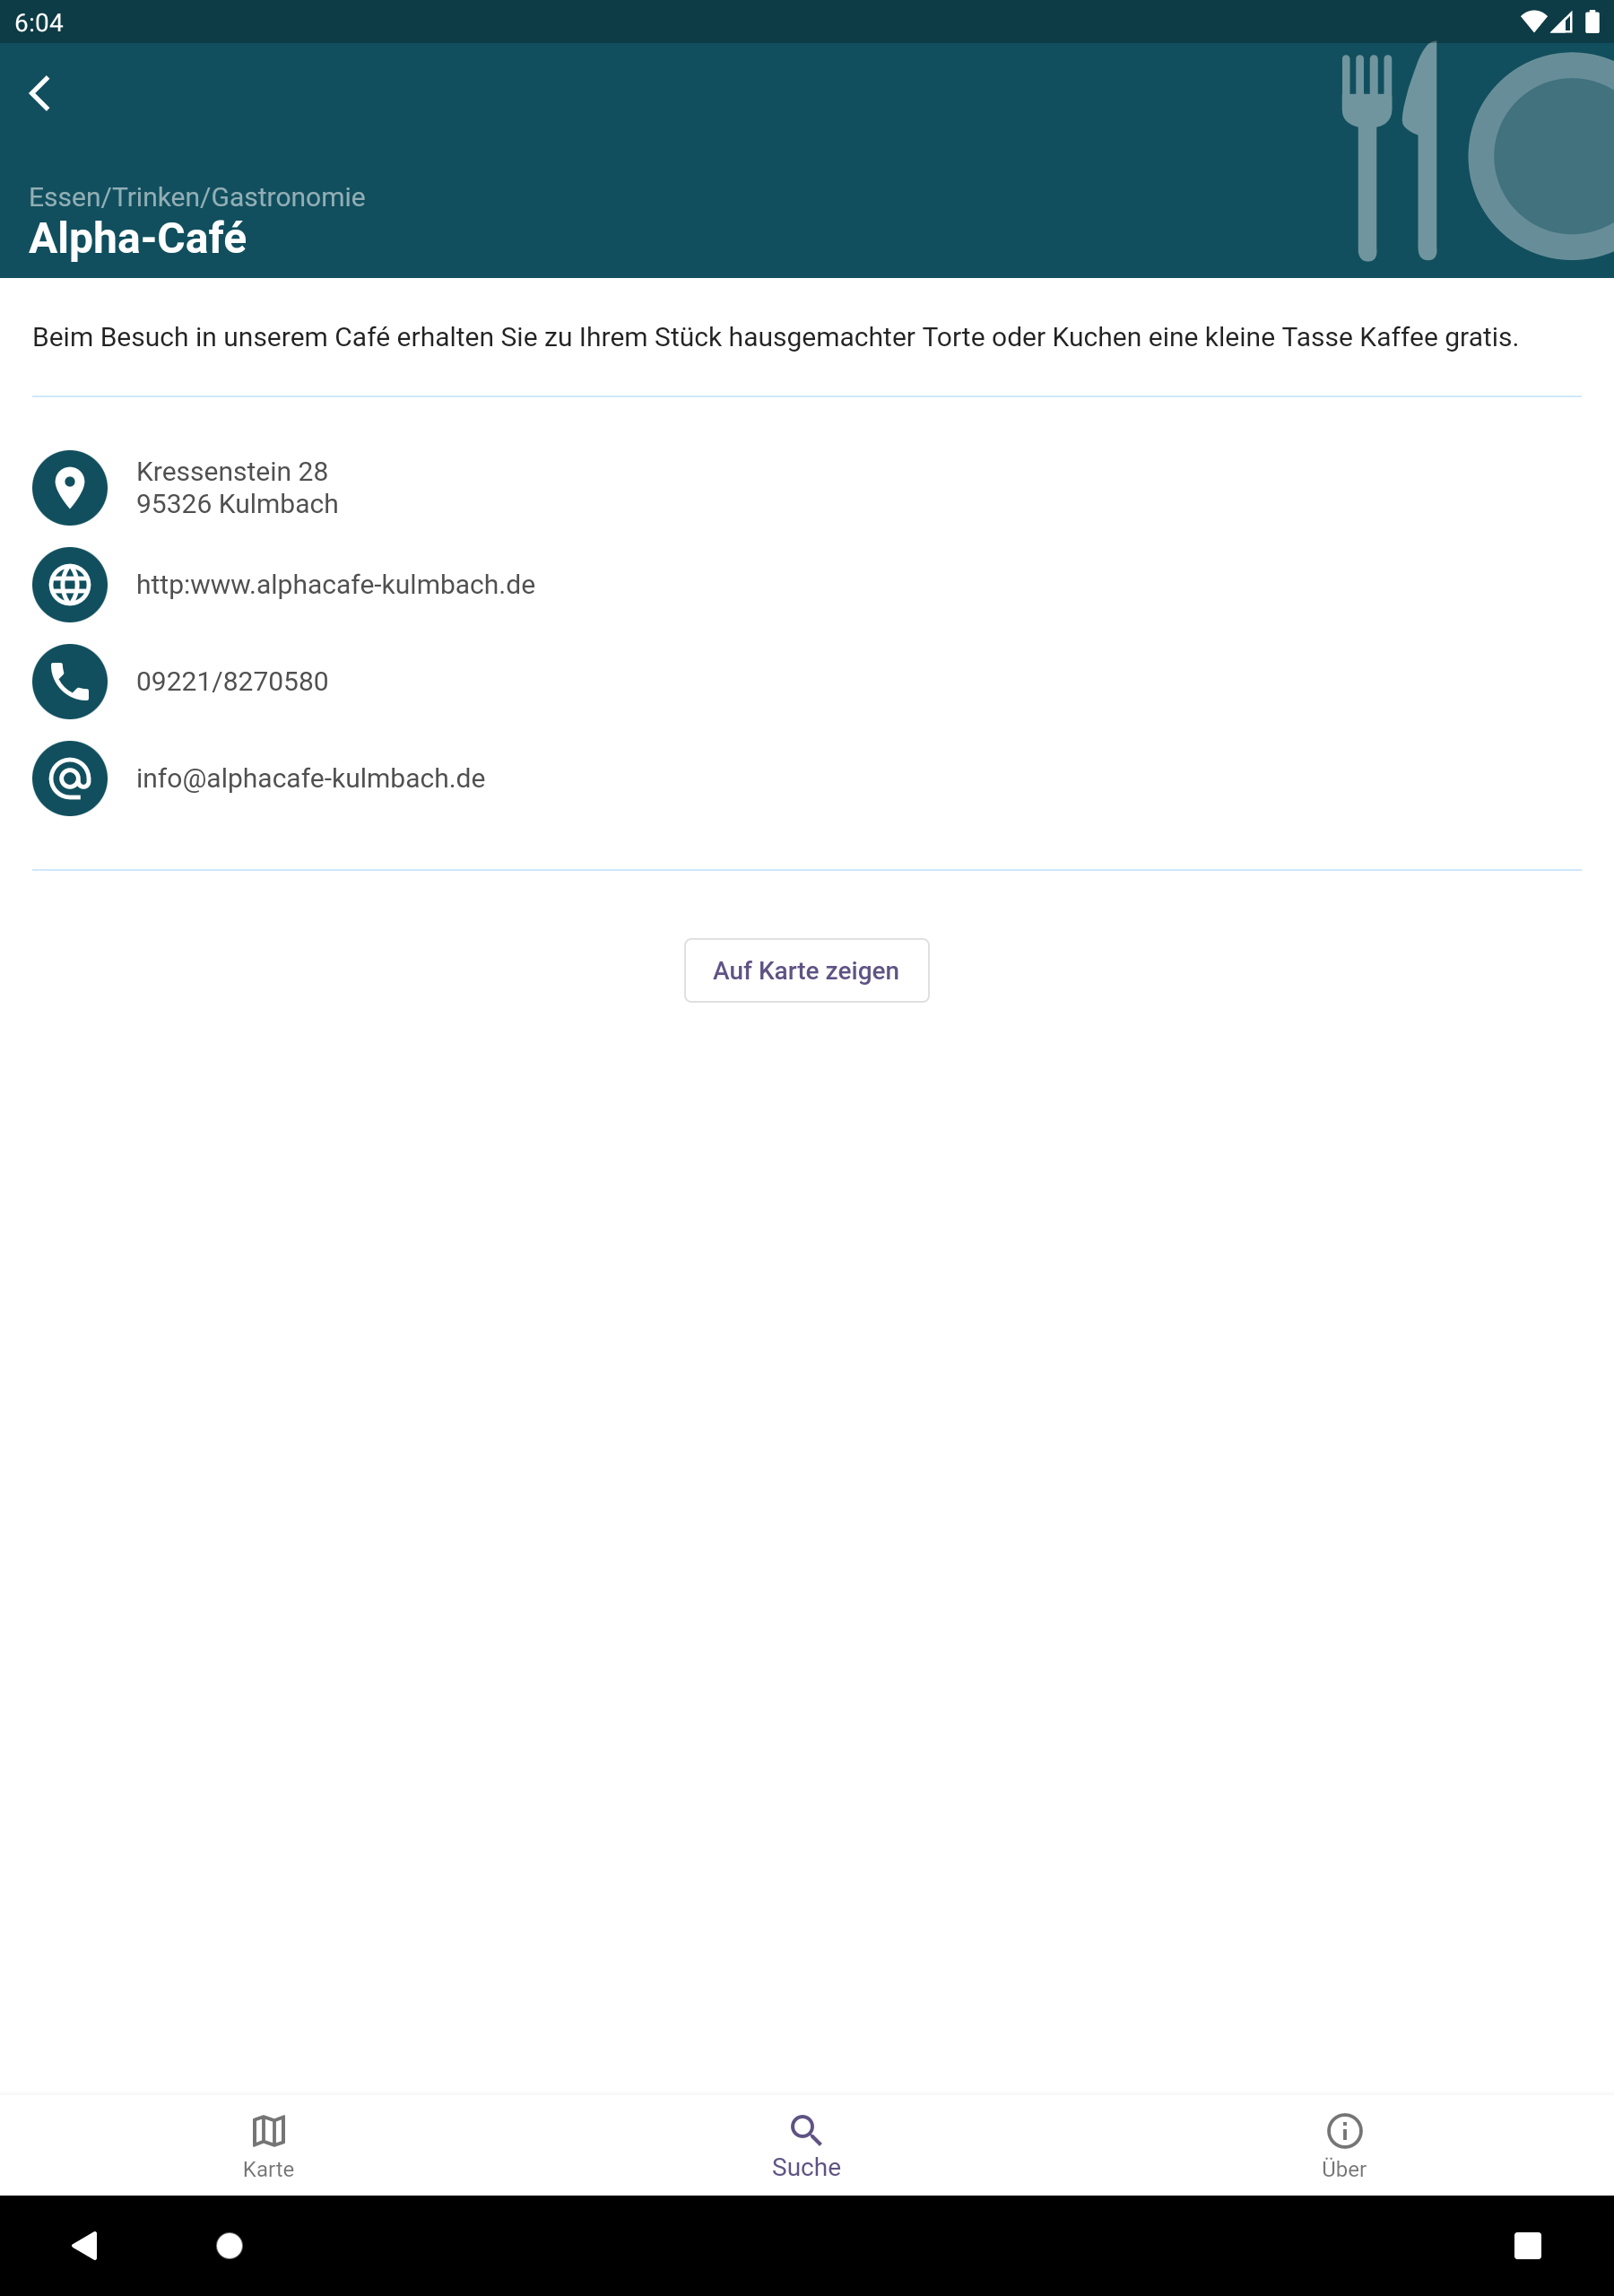 6:04
Essen/Trinken/Gastronomie
Alpha-Café
Beim Besuch in unserem Café erhalten Sie zu Ihrem Stück hausgemachter Torte oder Kuchen eine kleine Tasse Kaffee gratis.
Kressenstein 28
95326 Kulmbach
http:www.alphacafe-kulmbach.de
09221/8270580
info@alphacafe-kulmbach.de
Auf Karte zeigen
Karte
Suche
Über